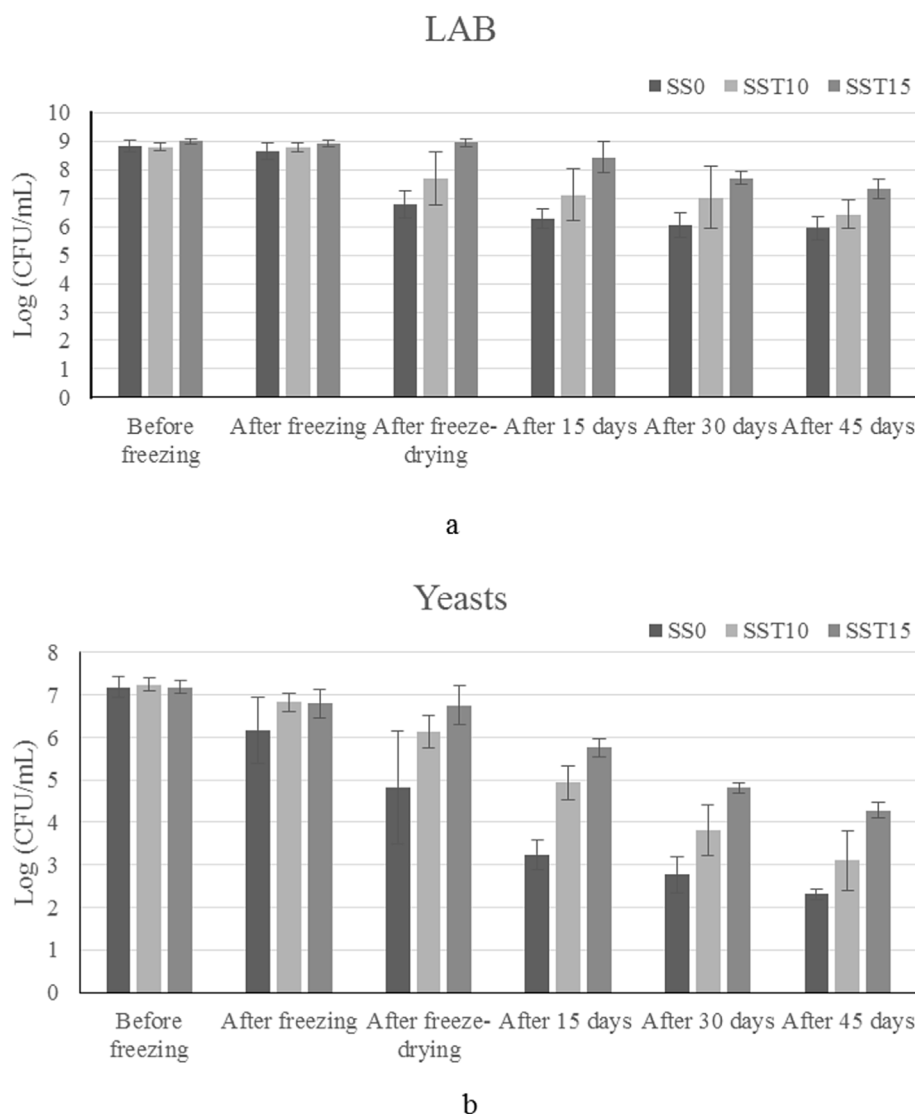 LAB
SS0 SST10 SST15
10
9
8
7
6
5
4
3
2
1
0
Log (CFU/mL)
Before
freezing
After freezing
After freeze-
drying
After 15 days
After 30 days
After 45 days
a
Yeasts
SS0 SST10 SST15
8
7
6
5
4
3
2
1
0
Log (CFU/mL)
Before
freezing
After freezing
After freeze-
drying
After 15 days
After 30 days
After 45 days
b